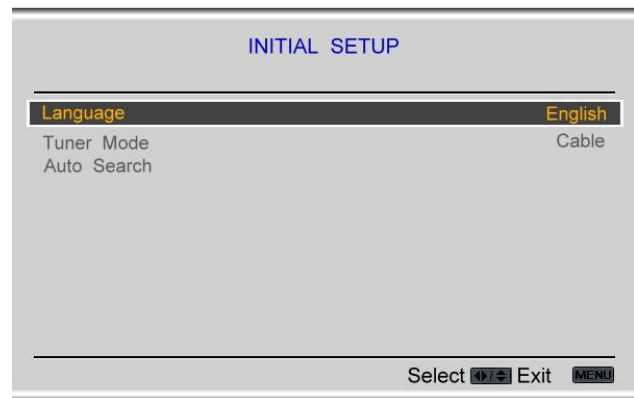 INITIAL SETUP
Language English
Tuner Mode Cable
Auto Search
Select Exit MENU